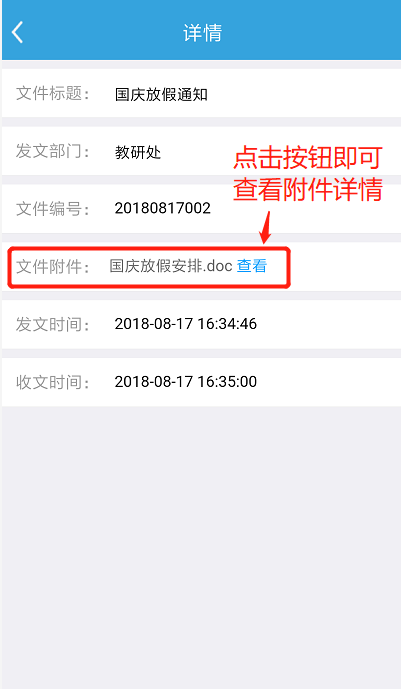 详情
文件标题： 国庆放假通知
发文部门： 教研处
点击按钮即可
查看附件详情
文件编号： 20180817002
文件附件： 国庆放假安排.doc 查看
发文时间： 2018-08-17 16:34:46
收文时间： 2018-08-17 16:35:00